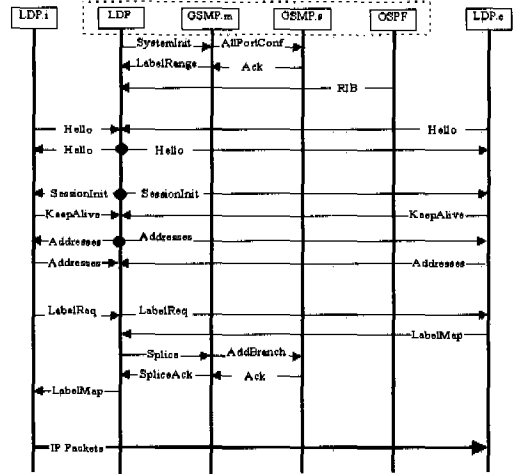 LDP.i LDP GSMP.m GSMP.s OSPF LDP.e
SystemInit AllPortConf
LabelRange Ack
RIB
Hello Hello
Hello Hello
SessionInit SessionInit
KeepAlive KeepAlive
Addresses Addresses
Addresses Addresses
LabelReq LabelReq
LabelMap
Splice AddBranch
SpliceAck Ack
LabelMap
IP Packets